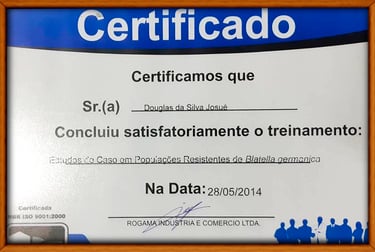 Certificado
Certificamos que
Sr.(a) Douglas da Silva Josué
Concluiu satisfatoriamente o treinamento:
Estudos de Caso em Populações Resistentes de Blatella germanica
Na Data: 28/05/2014
ROGAMA INDUSTRIA E COMERCIO LTDA.
Certificada
NBR ISO 9001:2000